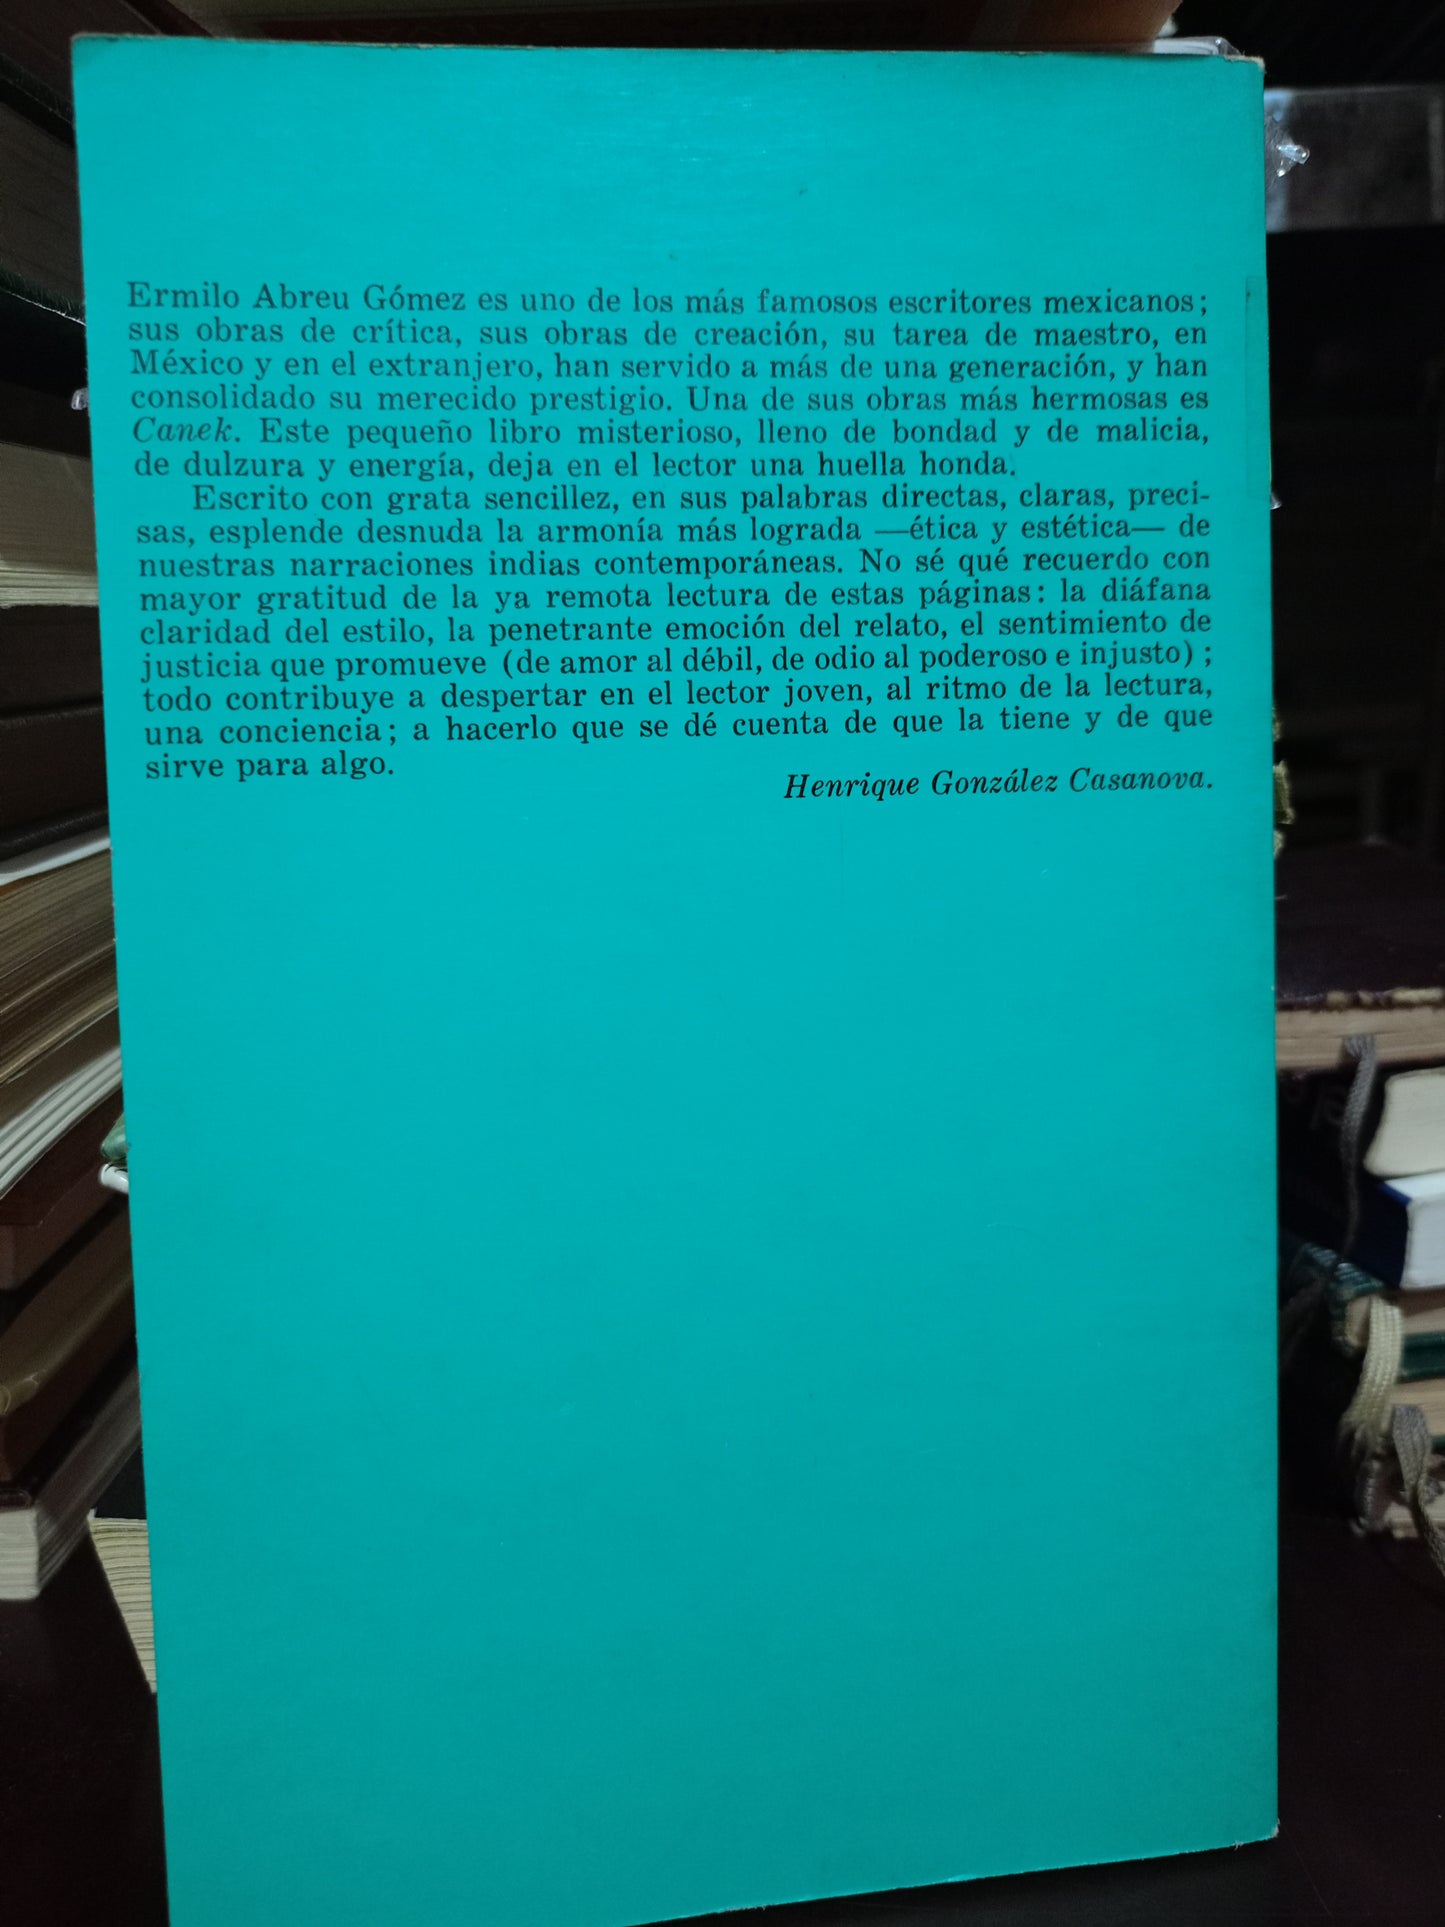 Ermilo Abreu Gómez es uno de los más famosos escritores mexicanos;
sus obras de crítica, sus obras de creación, su tarea de maestro, en
México y en el extranjero, han servido a más de una generación, y han
consolidado su merecido prestigio. Una de sus obras más hermosas es
Canek. Este pequeño libro misterioso, lleno de bondad y de malicia,
de dulzura y energía, deja en el lector una huella honda.
Escrito con grata sencillez, en sus palabras directas, claras, preci-
sas, esplende desnuda la armonía más lograda —ética y estética— de
nuestras narraciones indias contemporáneas. No sé qué recuerdo con
mayor gratitud de la ya remota lectura de estas páginas: la diáfana
claridad del estilo, la penetrante emoción del relato, el sentimiento de
justicia que promueve (de amor al débil, de odio al poderoso e injusto);
todo contribuye a despertar en el lector joven, al ritmo de la lectura,
una conciencia; a hacerlo que se dé cuenta de que la tiene y de que
sirve para algo.
Henrique González Casanova.